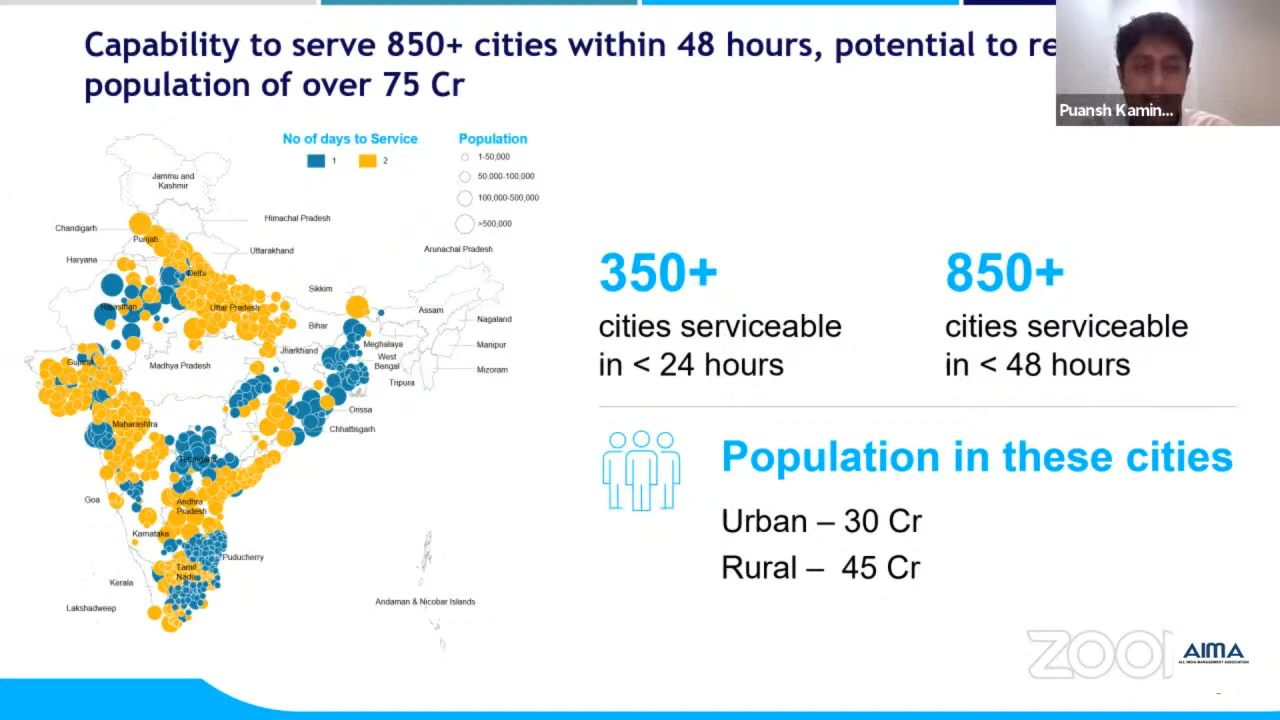 Capability to serve 850+ cities within 48 hours, potential to re
population of over 75 Cr
Puansh Kamin...
No of days to Service
1
2
Population
1-50,000
50,000-100,000
100,000-500,000
>500,000
Jammu and
Kashmir
Himachal Pradesh
Chandigarh
Punjab
Uttarakhand
Arunachal Pradesh
Haryana
Delhi
Sikkim
Rajasthan
Uttar Pradesh
Assam
Nagaland
Bihar
Meghalaya
Manipur
Jharkhand
West
Bengal
Gujarat
Madhya Pradesh
Mizoram
Tripura
Orissa
Maharashtra
Chhattisgarh
Telangana
Goa
Andhra
Pradesh
Karnataka
Puducherry
Tamil
Nadu
Kerala
Lakshadweep
Andaman & Nicobar Islands
350+
cities serviceable
in < 24 hours
850+
cities serviceable
in < 48 hours
Population in these cities
Urban – 30 Cr
Rural – 45 Cr
zoo
AIMA
ALL INDIA MANAGEMENT ASSOCIATION